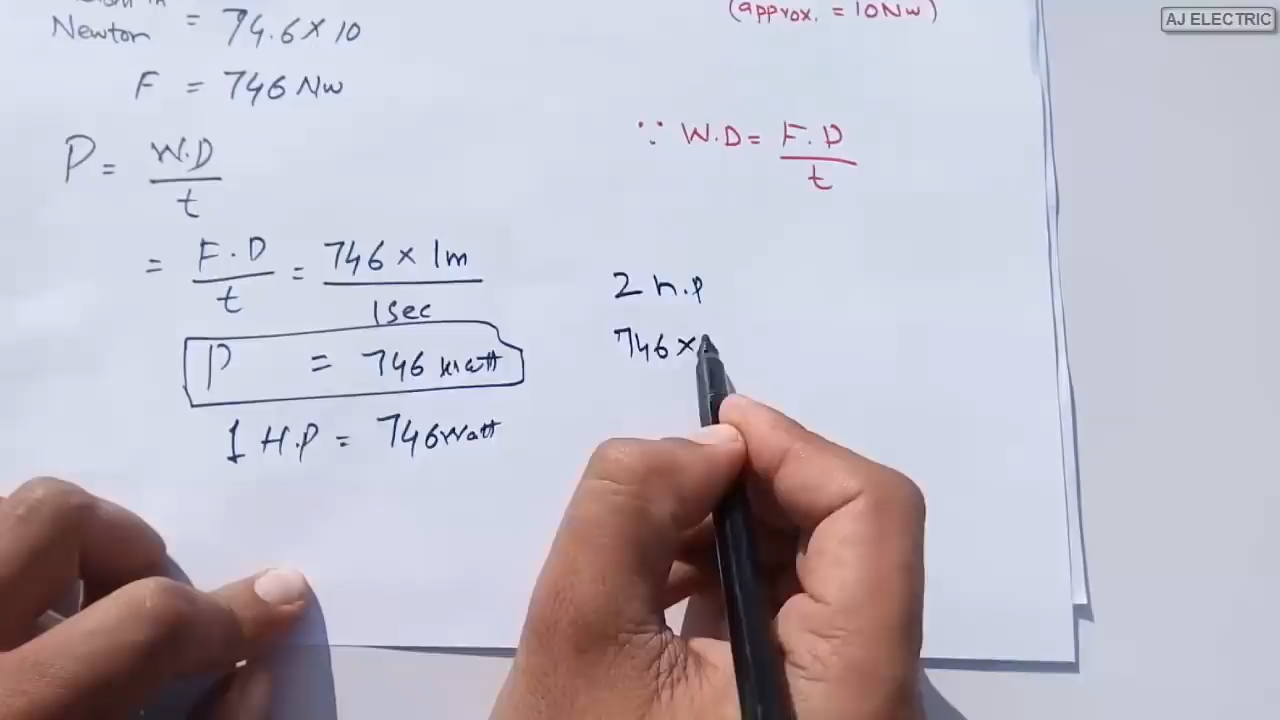 AJ ELECTRIC
(approx. = 10Nw)
Newton = 74.6×10
F = 746 Nw
P = W.D / t
∵ W.D = F.D / t
= F.D / t = 746 × 1m / 1sec
2 h.p
746×
P = 746 watt
1 H.P = 746watt